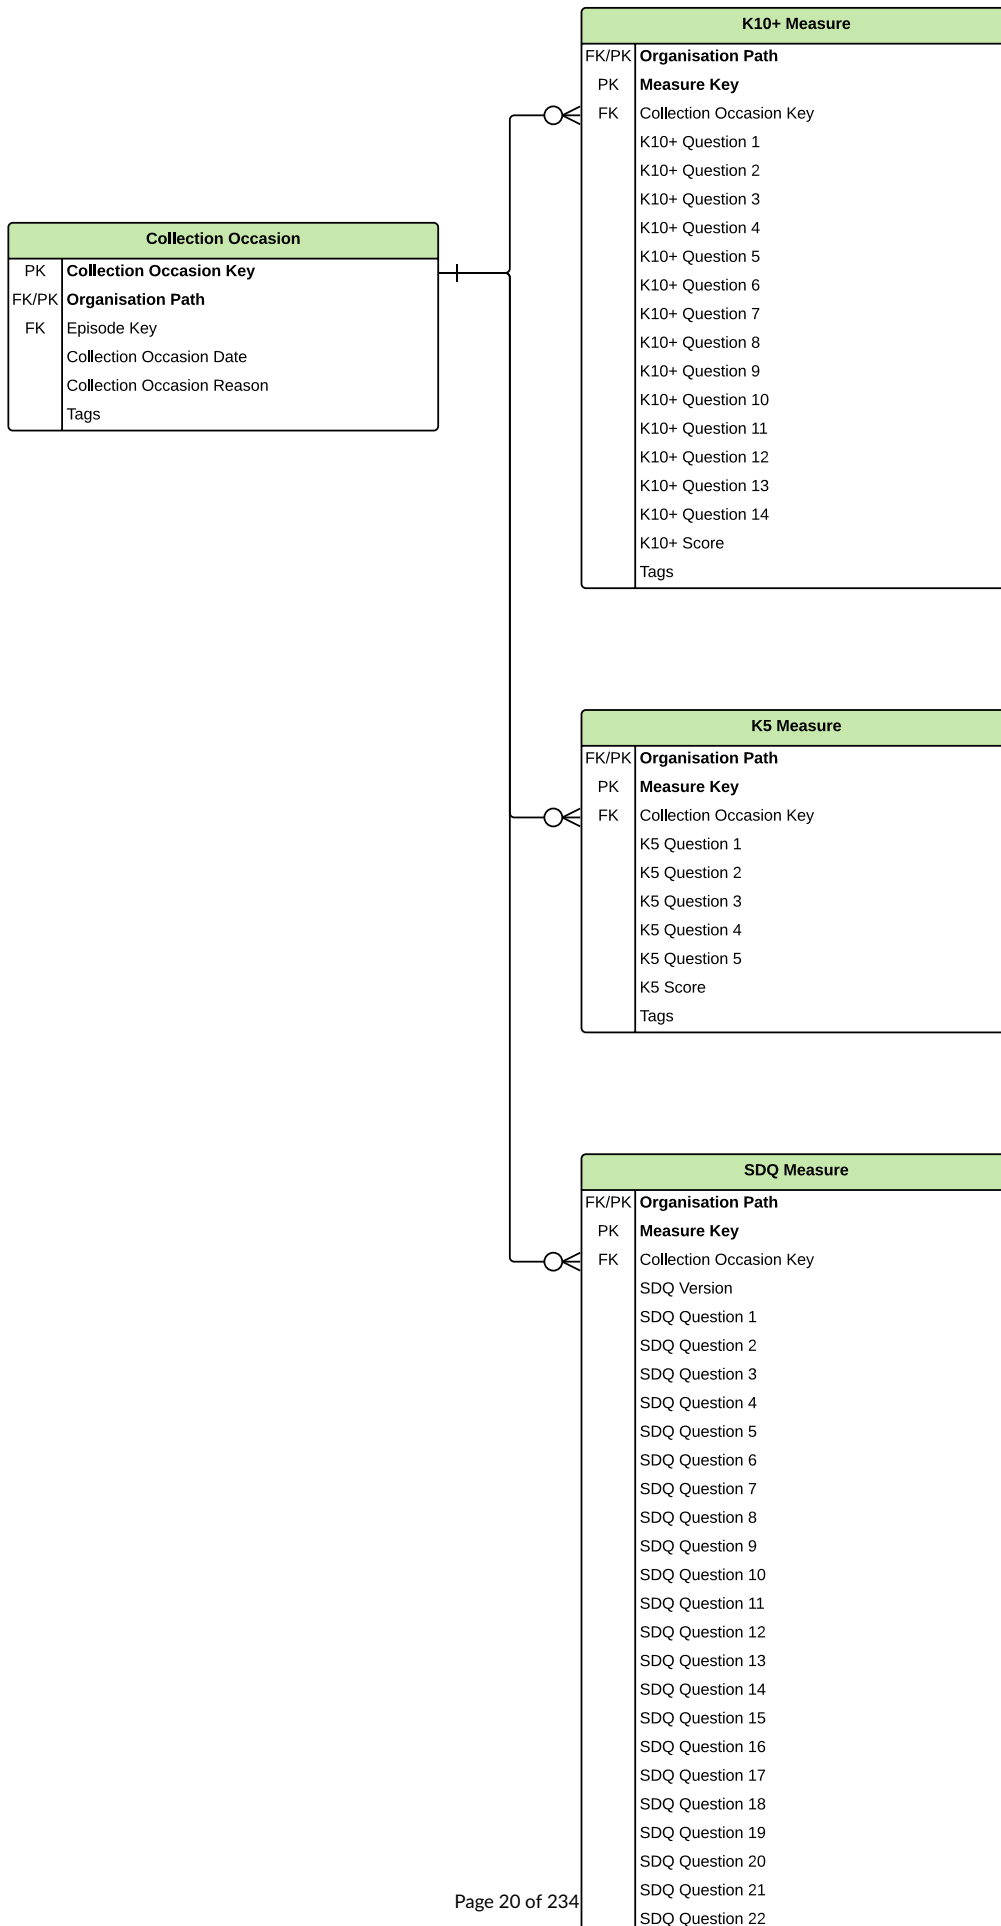 K10+ Measure
FK/PK Organisation Path
PK Measure Key
FK Collection Occasion Key
K10+ Question 1
K10+ Question 2
K10+ Question 3
K10+ Question 4
K10+ Question 5
K10+ Question 6
K10+ Question 7
K10+ Question 8
K10+ Question 9
K10+ Question 10
K10+ Question 11
K10+ Question 12
K10+ Question 13
K10+ Question 14
K10+ Score
Tags
Collection Occasion
PK Collection Occasion Key
FK/PK Organisation Path
FK Episode Key
Collection Occasion Date
Collection Occasion Reason
Tags
K5 Measure
FK/PK Organisation Path
PK Measure Key
FK Collection Occasion Key
K5 Question 1
K5 Question 2
K5 Question 3
K5 Question 4
K5 Question 5
K5 Score
Tags
SDQ Measure
FK/PK Organisation Path
PK Measure Key
FK Collection Occasion Key
SDQ Version
SDQ Question 1
SDQ Question 2
SDQ Question 3
SDQ Question 4
SDQ Question 5
SDQ Question 6
SDQ Question 7
SDQ Question 8
SDQ Question 9
SDQ Question 10
SDQ Question 11
SDQ Question 12
SDQ Question 13
SDQ Question 14
SDQ Question 15
SDQ Question 16
SDQ Question 17
SDQ Question 18
SDQ Question 19
SDQ Question 20
SDQ Question 21
SDQ Question 22
Page 20 of 234